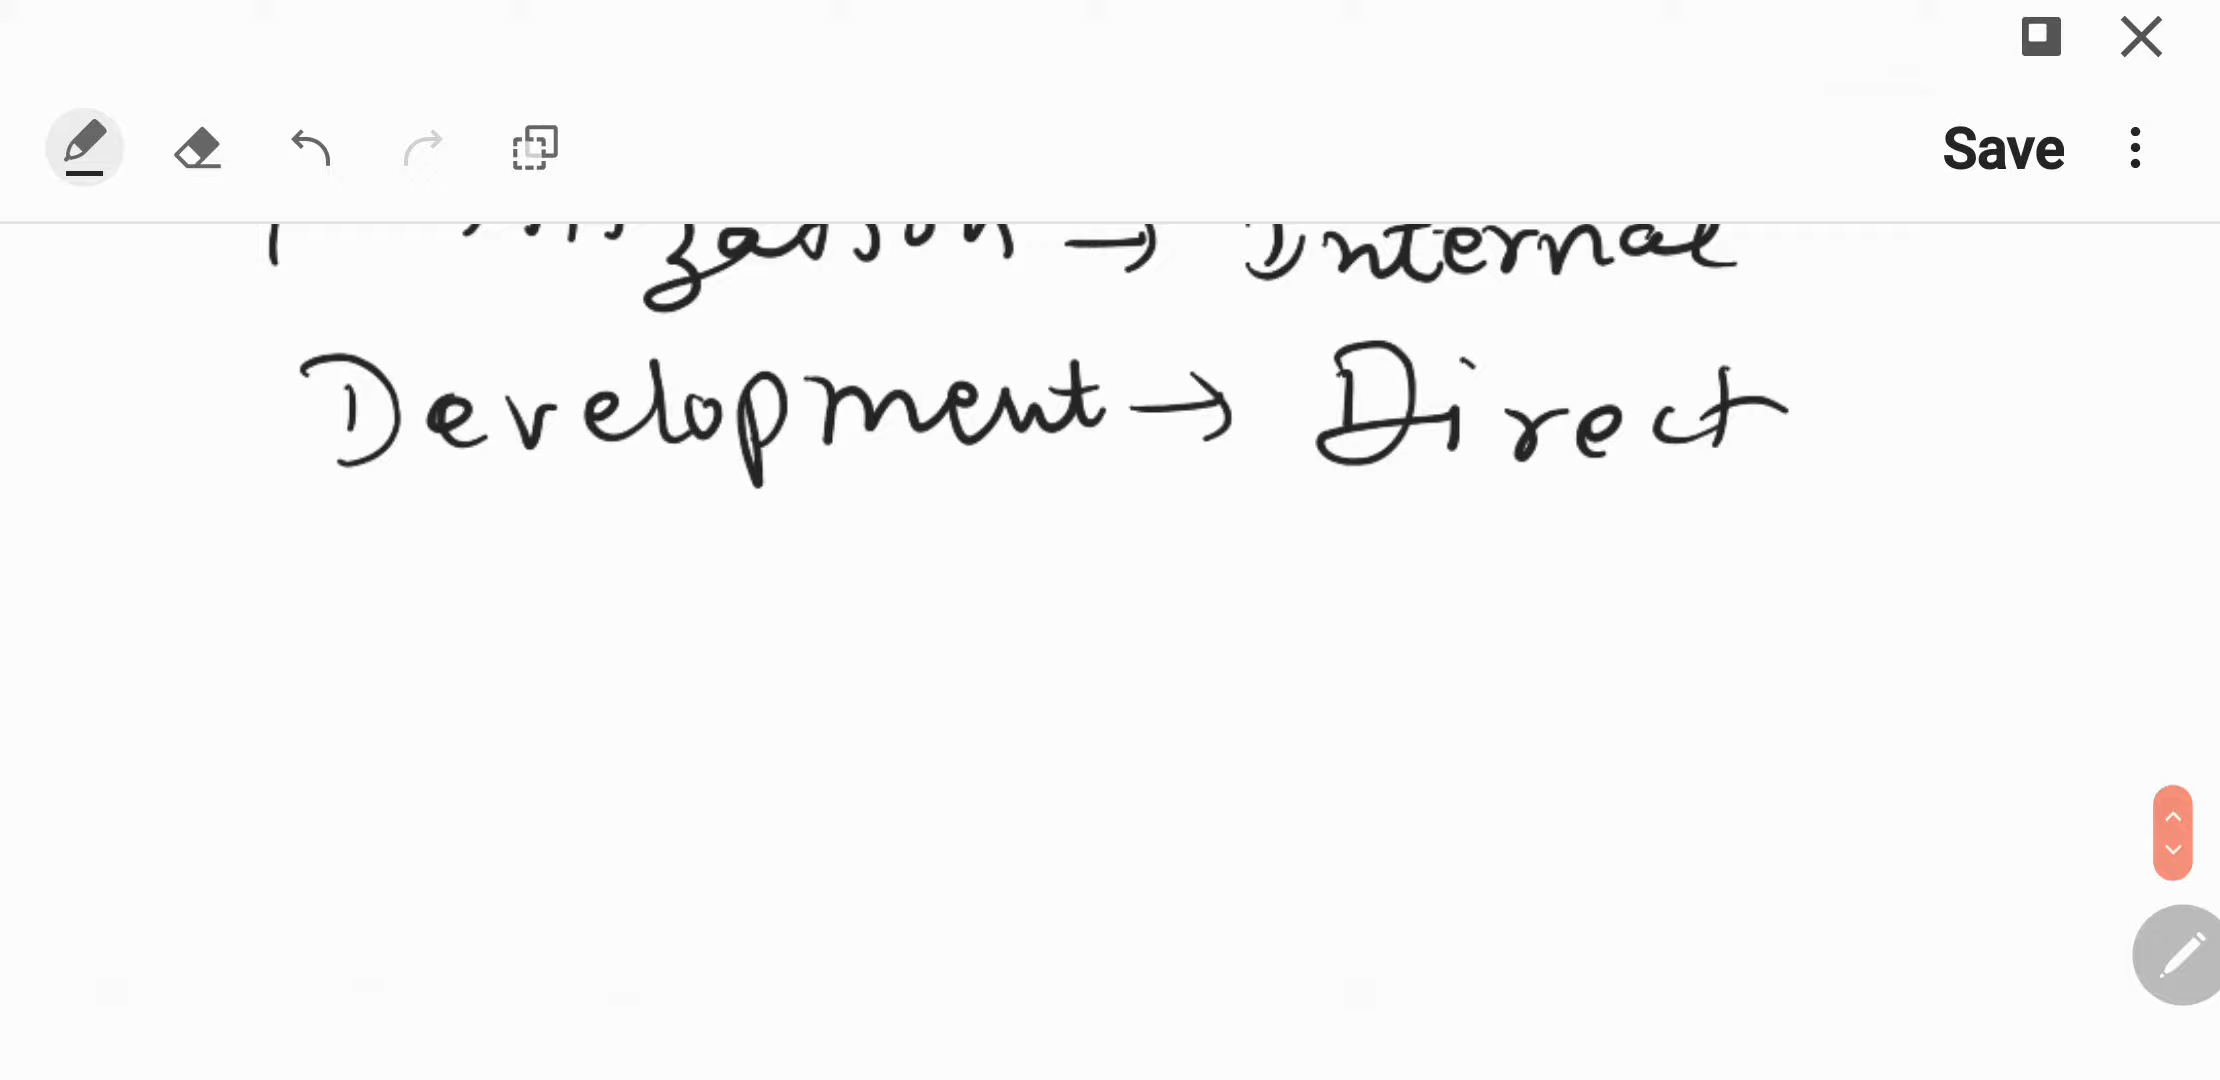 Save
→ Internal
Development → Direct